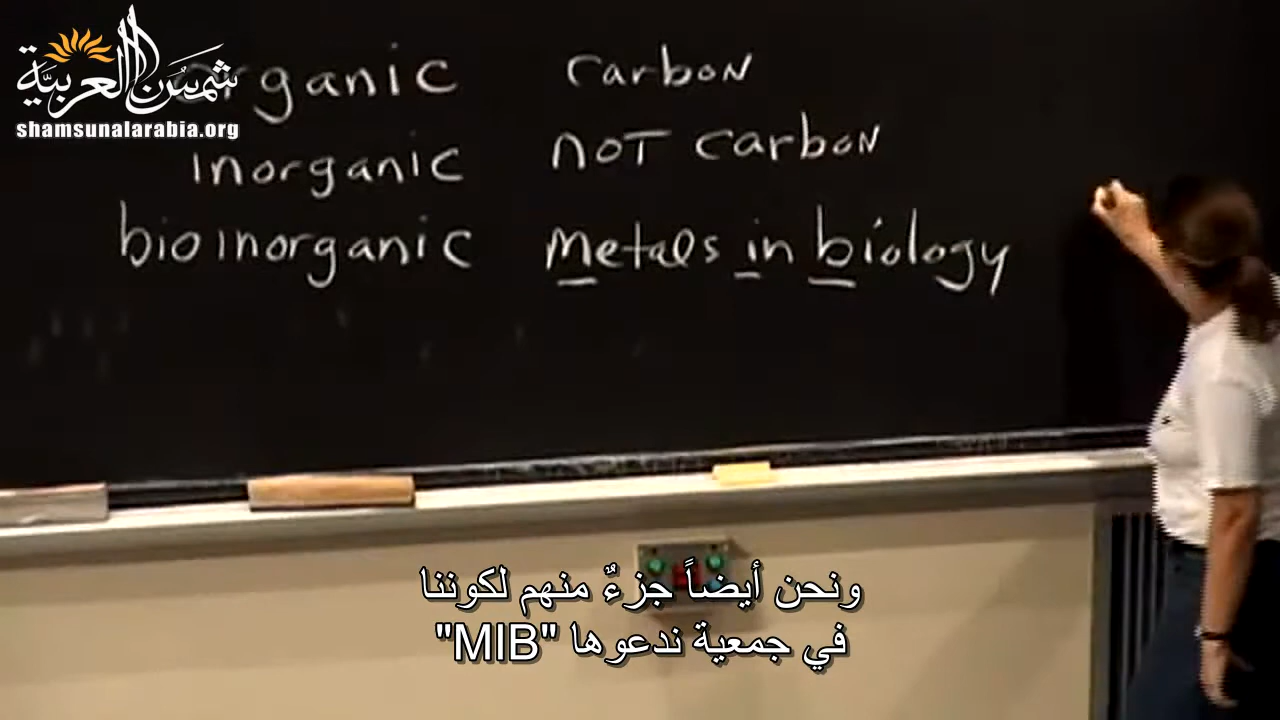 شمس العربية
shamsunalarabia.org
organic carbon
inorganic not carbon
bioinorganic metals in biology
ونحن أيضاً جزءٌ منهم لكوننا
في جمعية ندعوها "MIB"